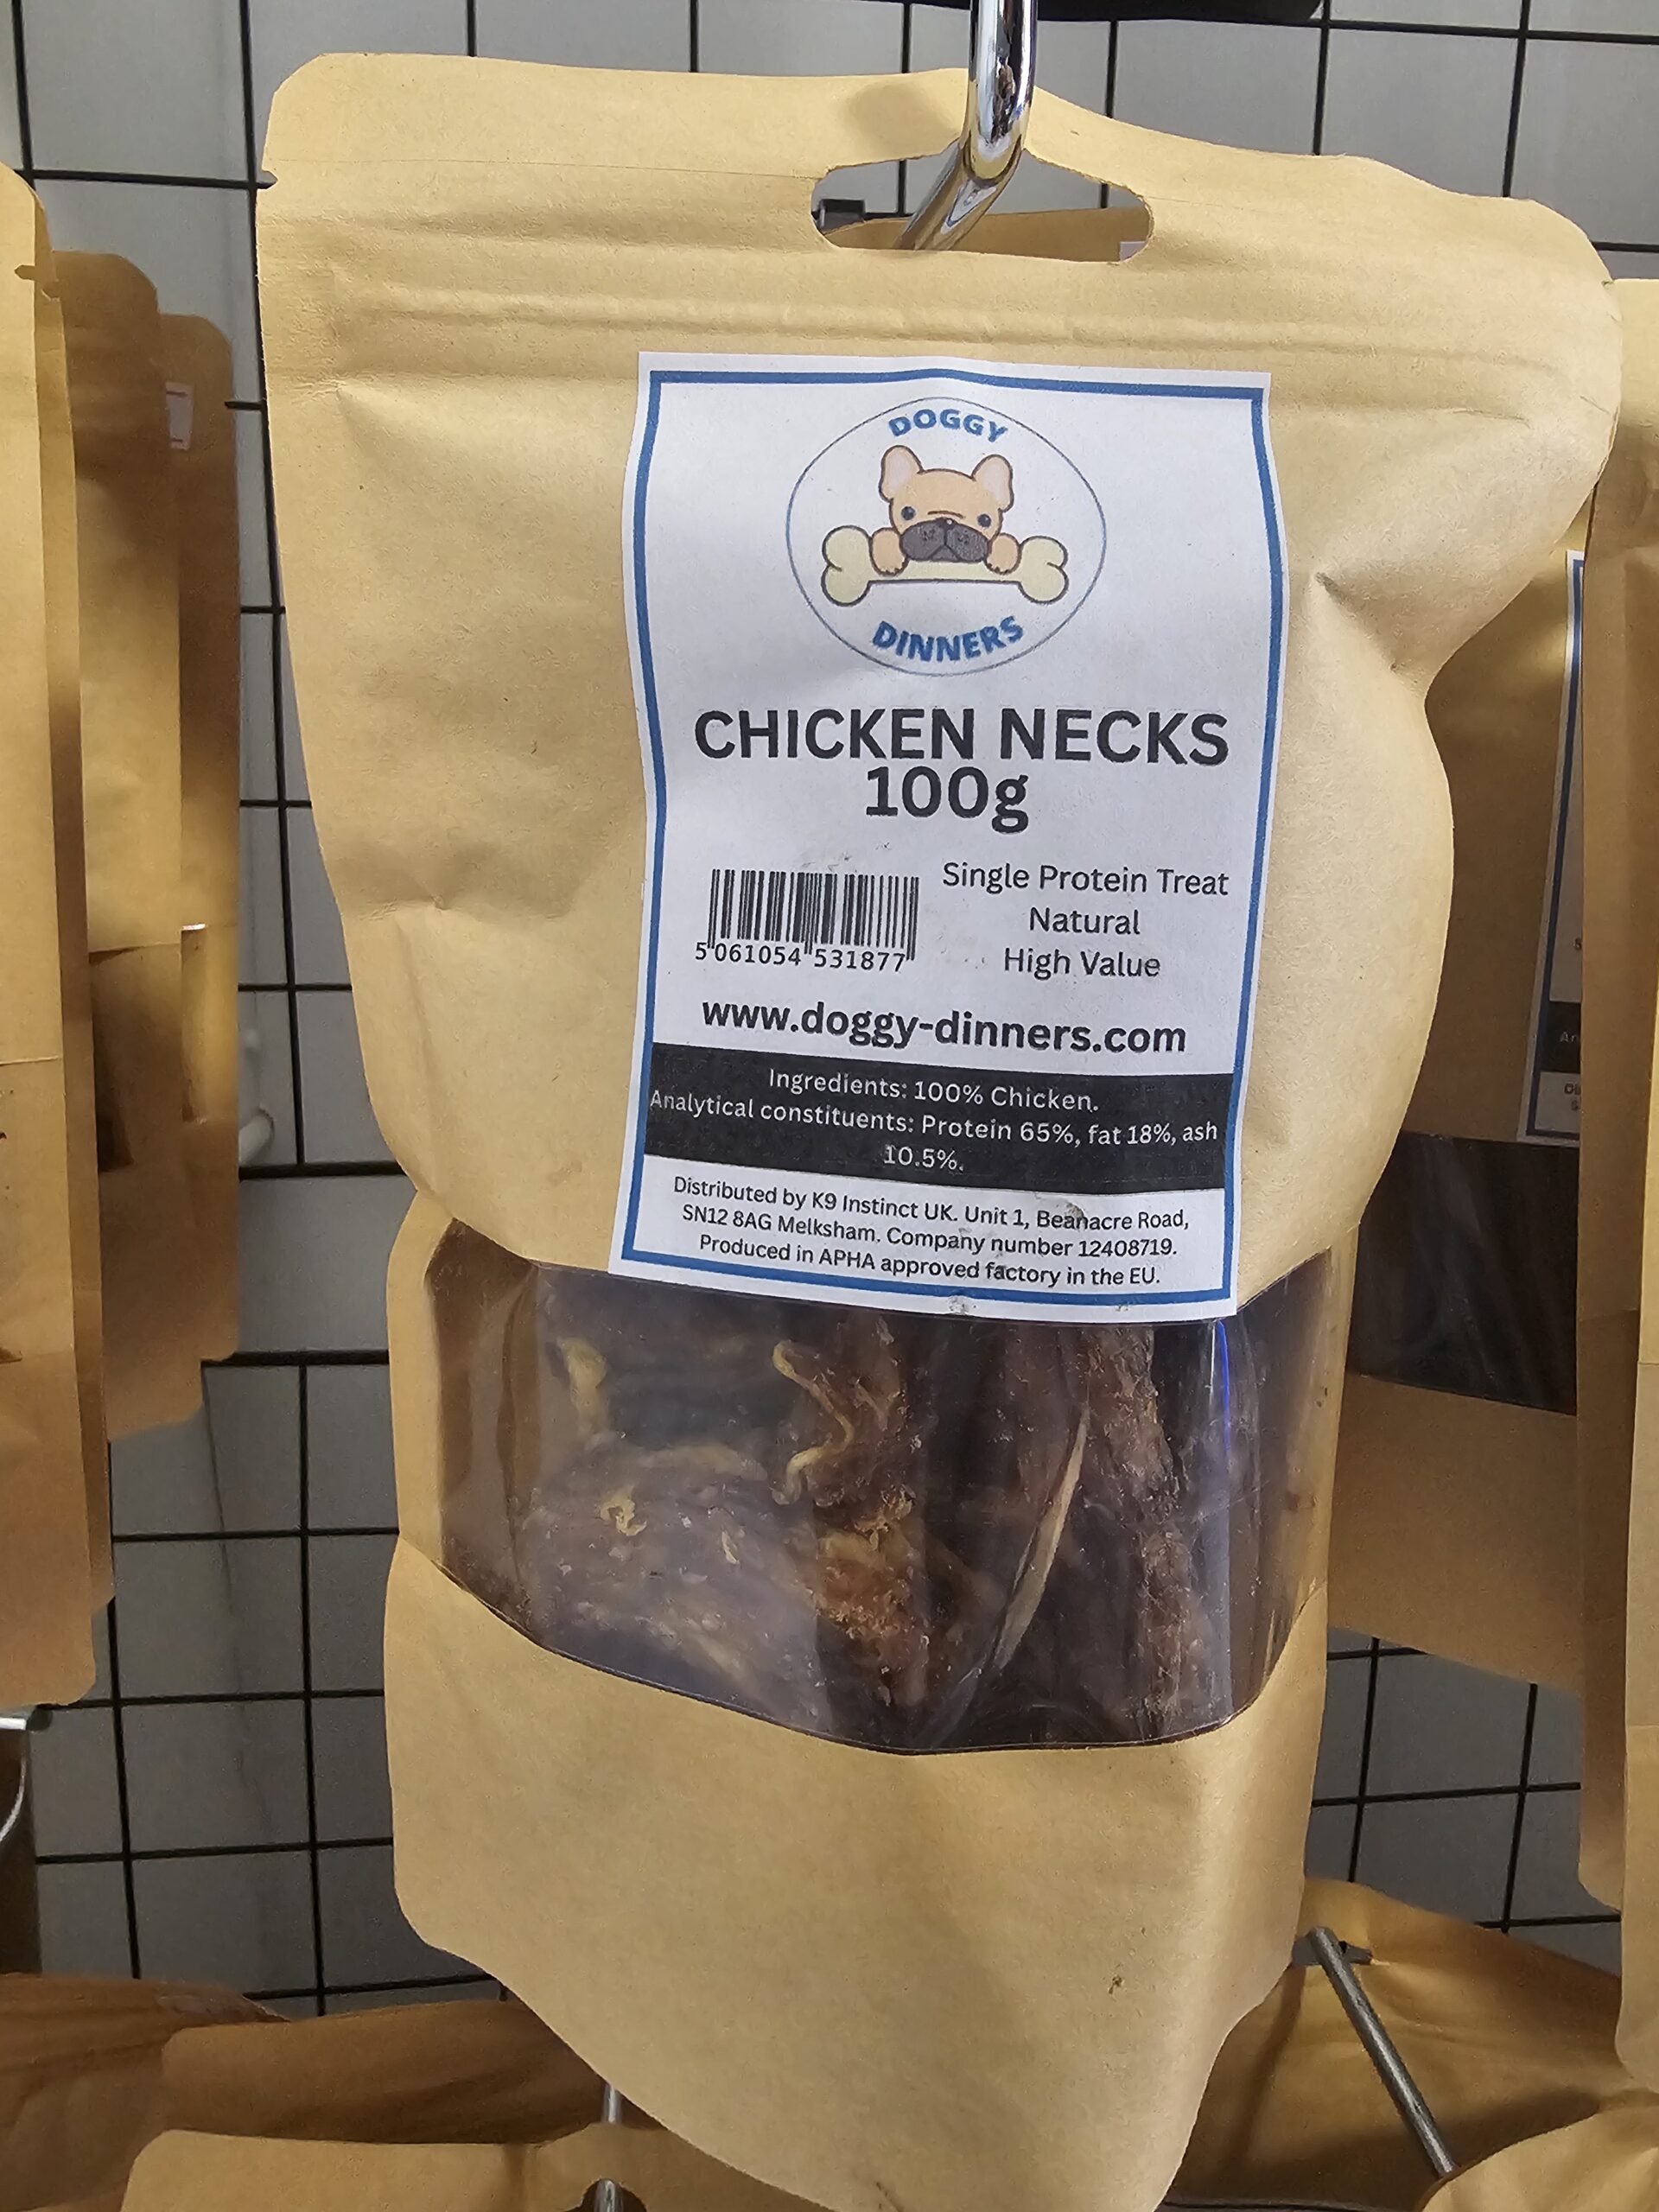 DOGGY
DINNERS
CHICKEN NECKS
100g
5 061054 531877
Single Protein Treat
Natural
High Value
www.doggy-dinners.com
Ingredients: 100% Chicken.
Analytical constituents: Protein 65%, fat 18%, ash
10.5%.
Distributed by K9 Instinct UK. Unit 1, Beanacre Road,
SN12 8AG Melksham. Company number 12408719.
Produced in APHA approved factory in the EU.